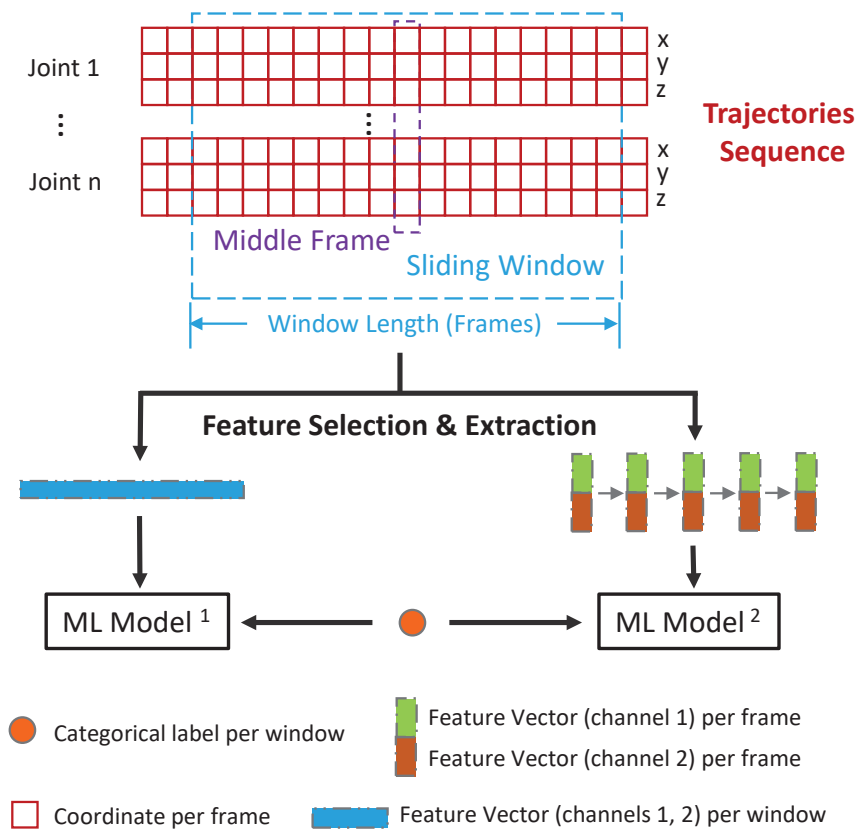 x
Joint 1
y
z
Trajectories
Sequence
x
Joint n
y
z
Middle Frame
Sliding Window
Window Length (Frames)
Feature Selection & Extraction
ML Model 1
ML Model 2
Categorical label per window
Feature Vector (channel 1) per frame
Feature Vector (channel 2) per frame
Coordinate per frame
Feature Vector (channels 1, 2) per window